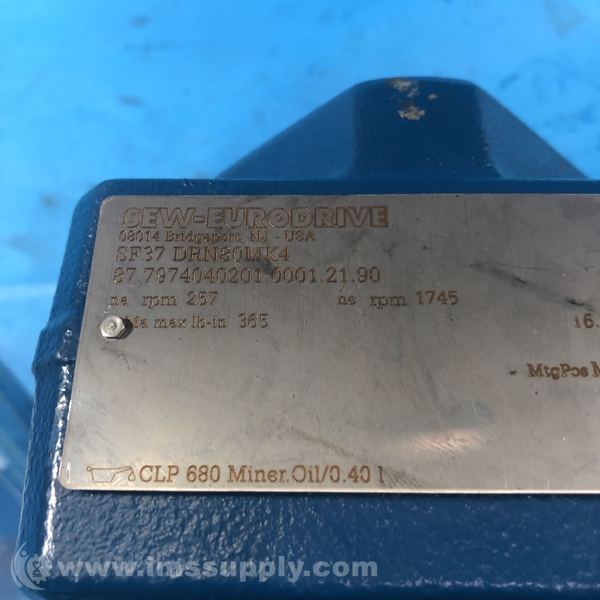 SEW-EURODRIVE
08014 Bridgeport, NJ - USA
SF37 DRN80MK4
87.7974040201 0001.21.90
na rpm 257 ne rpm 1745
Ma max lb-in 365 16.
MtgPos M
CLP 680 Miner.Oil/0.40 l
www.imssupply.com